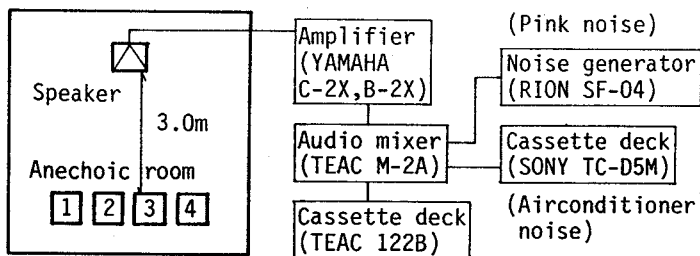 Speaker
3.0m
Anechoic room
1 2 3 4
Amplifier
(YAMAHA
C-2X,B-2X)
Audio mixer
(TEAC M-2A)
Cassette deck
(TEAC 122B)
(Pink noise)
Noise generator
(RION SF-04)
Cassette deck
(SONY TC-D5M)
(Airconditioner
noise)